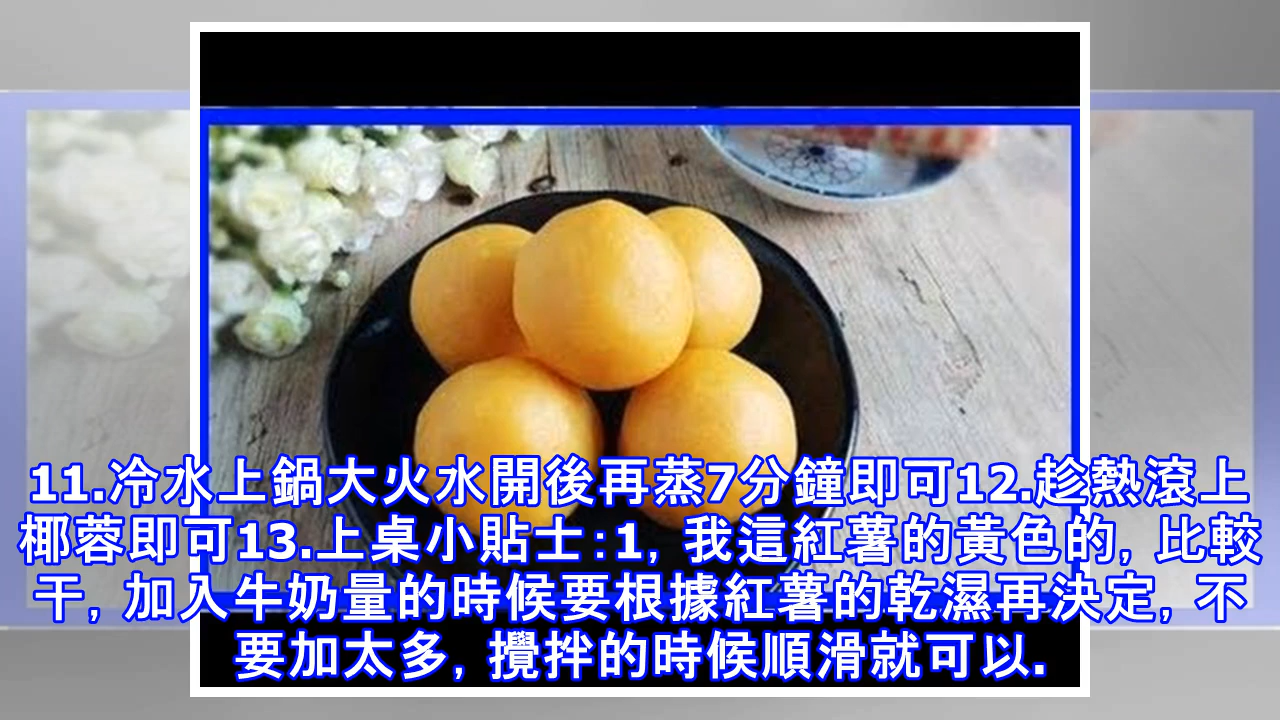 11.冷水上鍋大火水開後再蒸7分鐘即可12.趁熱滾上
椰蓉即可13.上桌小貼士:1, 我這紅薯的黃色的, 比較
干, 加入牛奶量的時候要根據紅薯的乾濕再決定, 不
要加太多, 攪拌的時候順滑就可以.